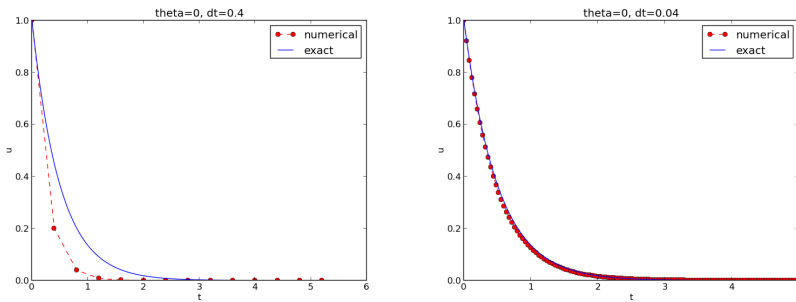 theta=0, dt=0.4
1.0
0.8
0.6
0.4
0.2
0.0
u
0 1 2 3 4 5 6
t
numerical
exact
theta=0, dt=0.04
1.0
0.8
0.6
0.4
0.2
0.0
u
0 1 2 3 4 5
t
numerical
exact